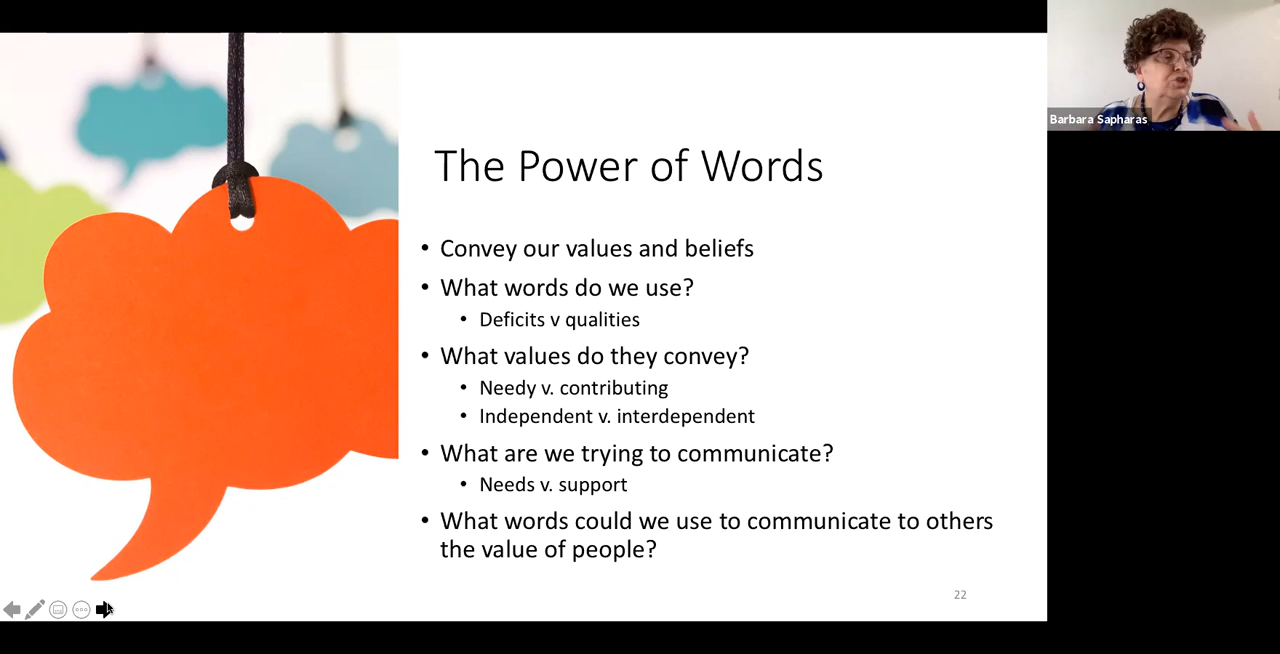 The Power of Words
• Convey our values and beliefs
• What words do we use?
• Deficits v qualities
• What values do they convey?
• Needy v. contributing
• Independent v. interdependent
• What are we trying to communicate?
• Needs v. support
• What words could we use to communicate to others
the value of people?
22
Barbara Sapharas